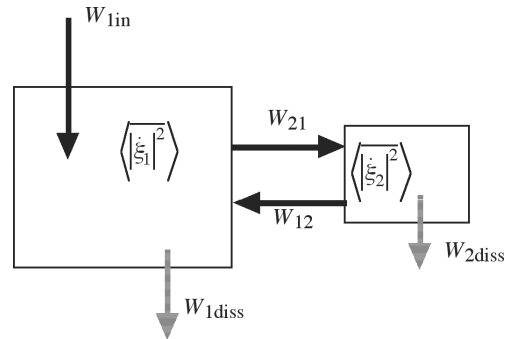 W1in
W21
⟨|ξ̇1|²⟩
⟨|ξ̇2|²⟩
W12
W2diss
W1diss